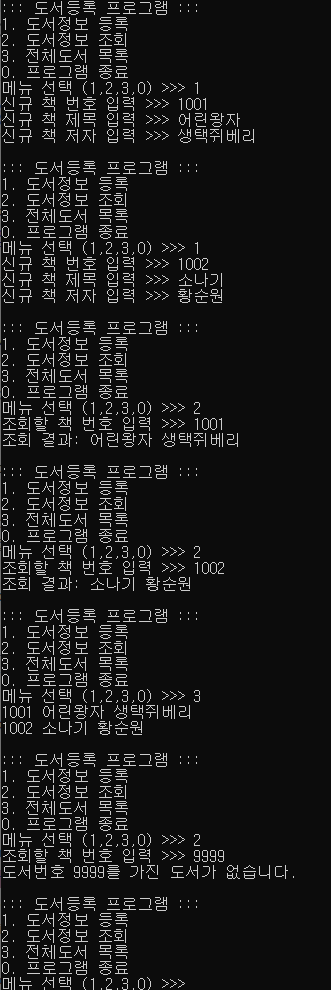 ::: 도서등록 프로그램 :::
1. 도서정보 등록
2. 도서정보 조회
3. 전체도서 목록
0. 프로그램 종료
메뉴 선택 (1,2,3,0) >>> 1
신규 책 번호 입력 >>> 1001
신규 책 제목 입력 >>> 어린왕자
신규 책 저자 입력 >>> 생택쥐베리
::: 도서등록 프로그램 :::
1. 도서정보 등록
2. 도서정보 조회
3. 전체도서 목록
0. 프로그램 종료
메뉴 선택 (1,2,3,0) >>> 1
신규 책 번호 입력 >>> 1002
신규 책 제목 입력 >>> 소나기
신규 책 저자 입력 >>> 황순원
::: 도서등록 프로그램 :::
1. 도서정보 등록
2. 도서정보 조회
3. 전체도서 목록
0. 프로그램 종료
메뉴 선택 (1,2,3,0) >>> 2
조회할 책 번호 입력 >>> 1001
조회 결과: 어린왕자 생택쥐베리
::: 도서등록 프로그램 :::
1. 도서정보 등록
2. 도서정보 조회
3. 전체도서 목록
0. 프로그램 종료
메뉴 선택 (1,2,3,0) >>> 2
조회할 책 번호 입력 >>> 1002
조회 결과: 소나기 황순원
::: 도서등록 프로그램 :::
1. 도서정보 등록
2. 도서정보 조회
3. 전체도서 목록
0. 프로그램 종료
메뉴 선택 (1,2,3,0) >>> 3
1001 어린왕자 생택쥐베리
1002 소나기 황순원
::: 도서등록 프로그램 :::
1. 도서정보 등록
2. 도서정보 조회
3. 전체도서 목록
0. 프로그램 종료
메뉴 선택 (1,2,3,0) >>> 2
조회할 책 번호 입력 >>> 9999
도서번호 9999를 가진 도서가 없습니다.
::: 도서등록 프로그램 :::
1. 도서정보 등록
2. 도서정보 조회
3. 전체도서 목록
0. 프로그램 종료
메뉴 선택 (1,2,3,0) >>>